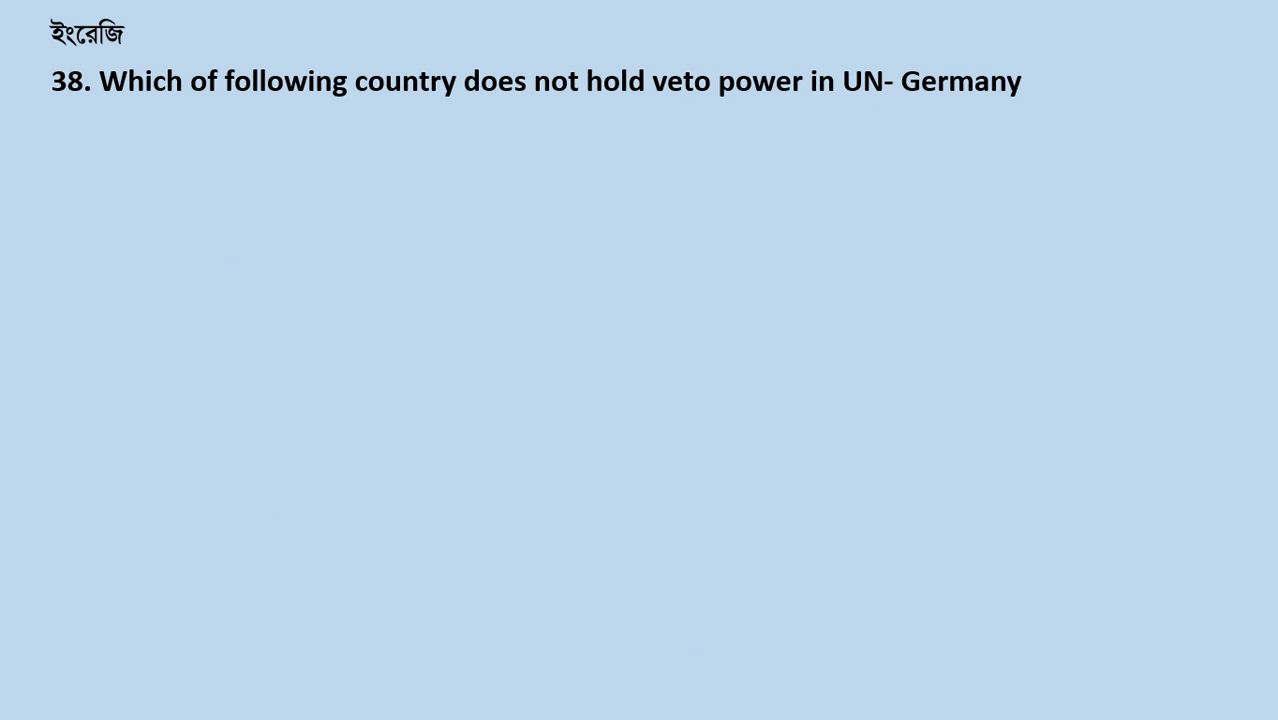 ইংরেজি
38. Which of following country does not hold veto power in UN- Germany